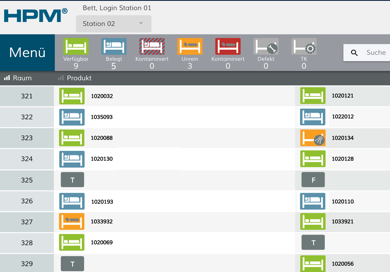 HPM®
Bett, Login Station 01
Station 02
Menü
Verfügbar Belegt Kontaminiert Unrein Kontaminiert Defekt TK
9 5 0 3 0 0 0
Suche
Raum Produkt
321 1020032 1020121
322 1035093 1022012
323 1020088 1020134
324 1020130 1020128
325 T F
326 1020193 1020110
327 1033932 1033921
328 1020069 T
329 T 1020056